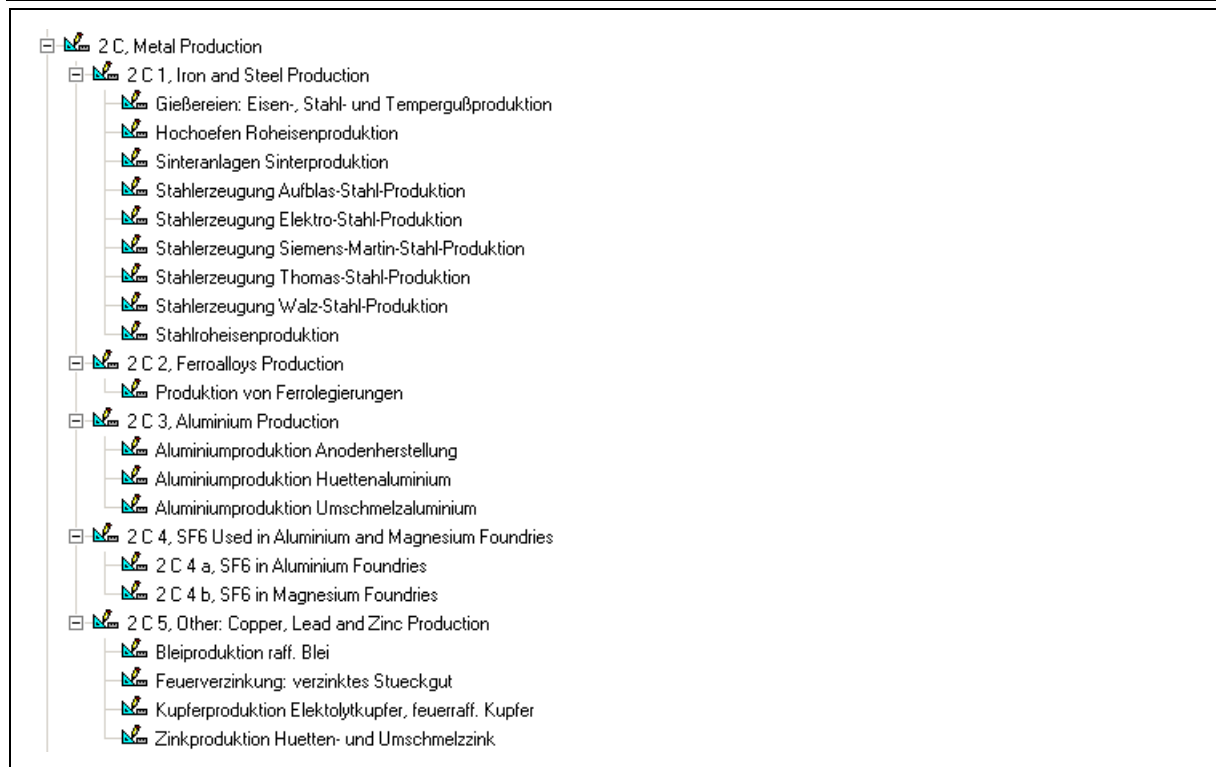 2 C, Metal Production
2 C 1, Iron and Steel Production
Gießereien: Eisen-, Stahl- und Tempergußproduktion
Hochoefen Roheisenproduktion
Sinteranlagen Sinterproduktion
Stahlerzeugung Aufblas-Stahl-Produktion
Stahlerzeugung Elektro-Stahl-Produktion
Stahlerzeugung Siemens-Martin-Stahl-Produktion
Stahlerzeugung Thomas-Stahl-Produktion
Stahlerzeugung Walz-Stahl-Produktion
Stahlroheisenproduktion
2 C 2, Ferroalloys Production
Produktion von Ferrolegierungen
2 C 3, Aluminium Production
Aluminiumproduktion Anodenherstellung
Aluminiumproduktion Huettenaluminium
Aluminiumproduktion Umschmelzaluminium
2 C 4, SF6 Used in Aluminium and Magnesium Foundries
2 C 4 a, SF6 in Aluminium Foundries
2 C 4 b, SF6 in Magnesium Foundries
2 C 5, Other: Copper, Lead and Zinc Production
Bleiproduktion raff. Blei
Feuerverzinkung: verzinktes Stueckgut
Kupferproduktion Elektolytkupfer, feuerraff. Kupfer
Zinkproduktion Huetten- und Umschmelzzink